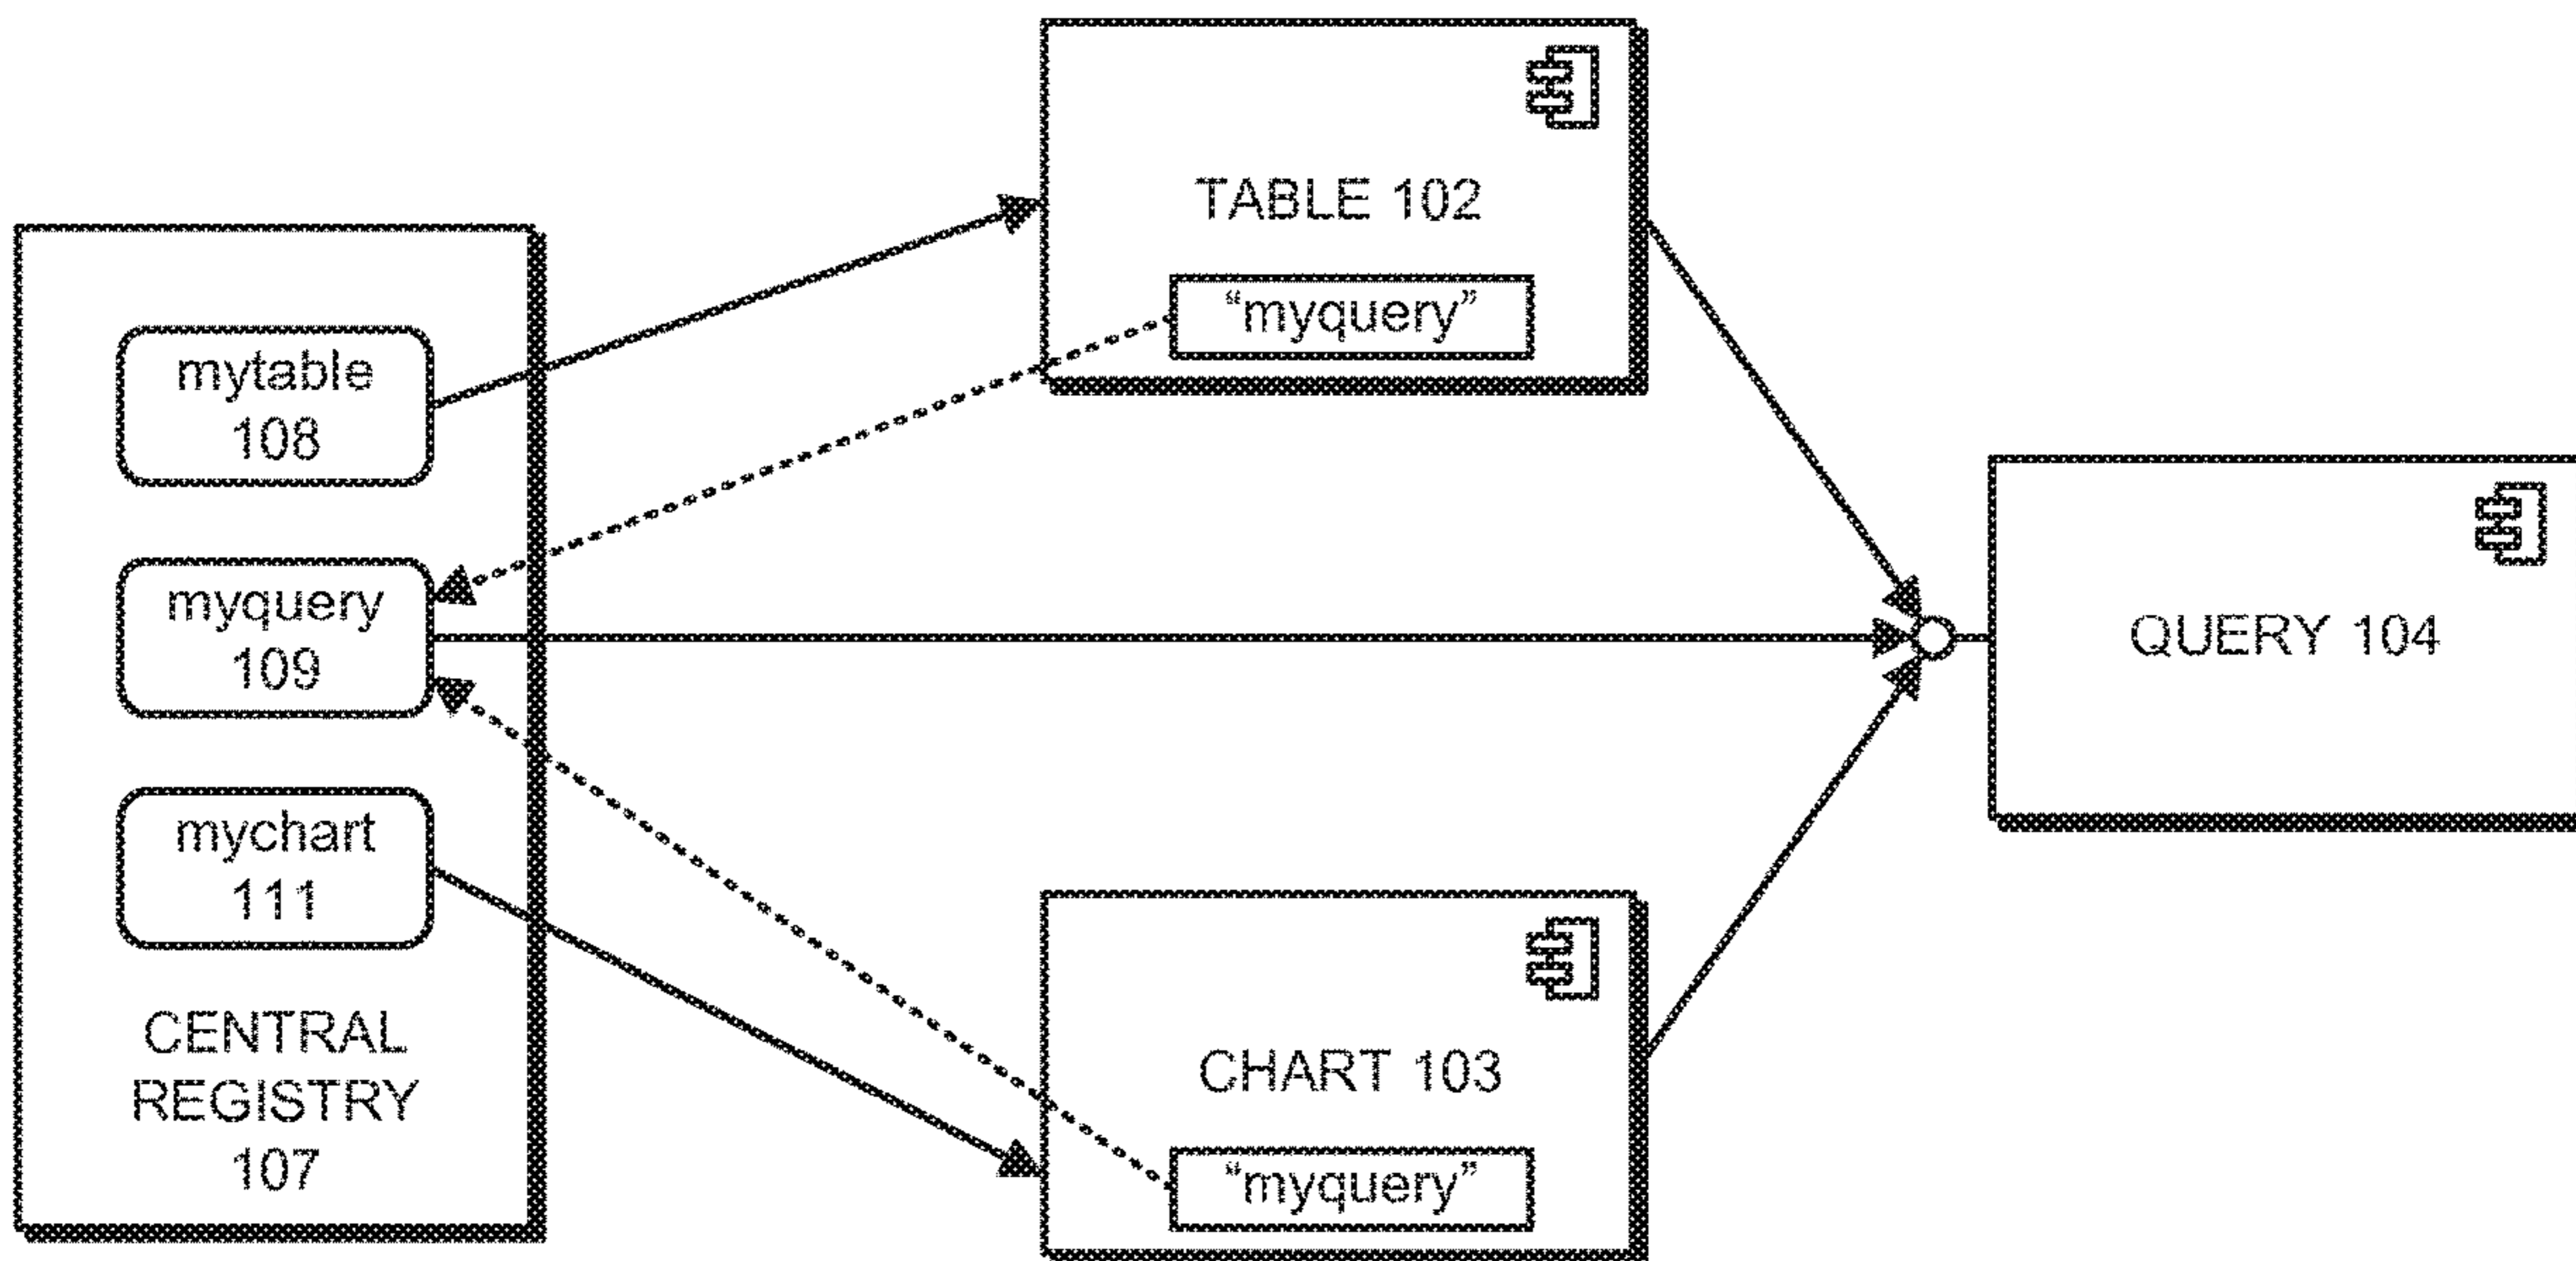 TABLE 102
“myquery”
mytable
108
myquery
109
mychart
111
CENTRAL
REGISTRY
107
QUERY 104
CHART 103
“myquery”